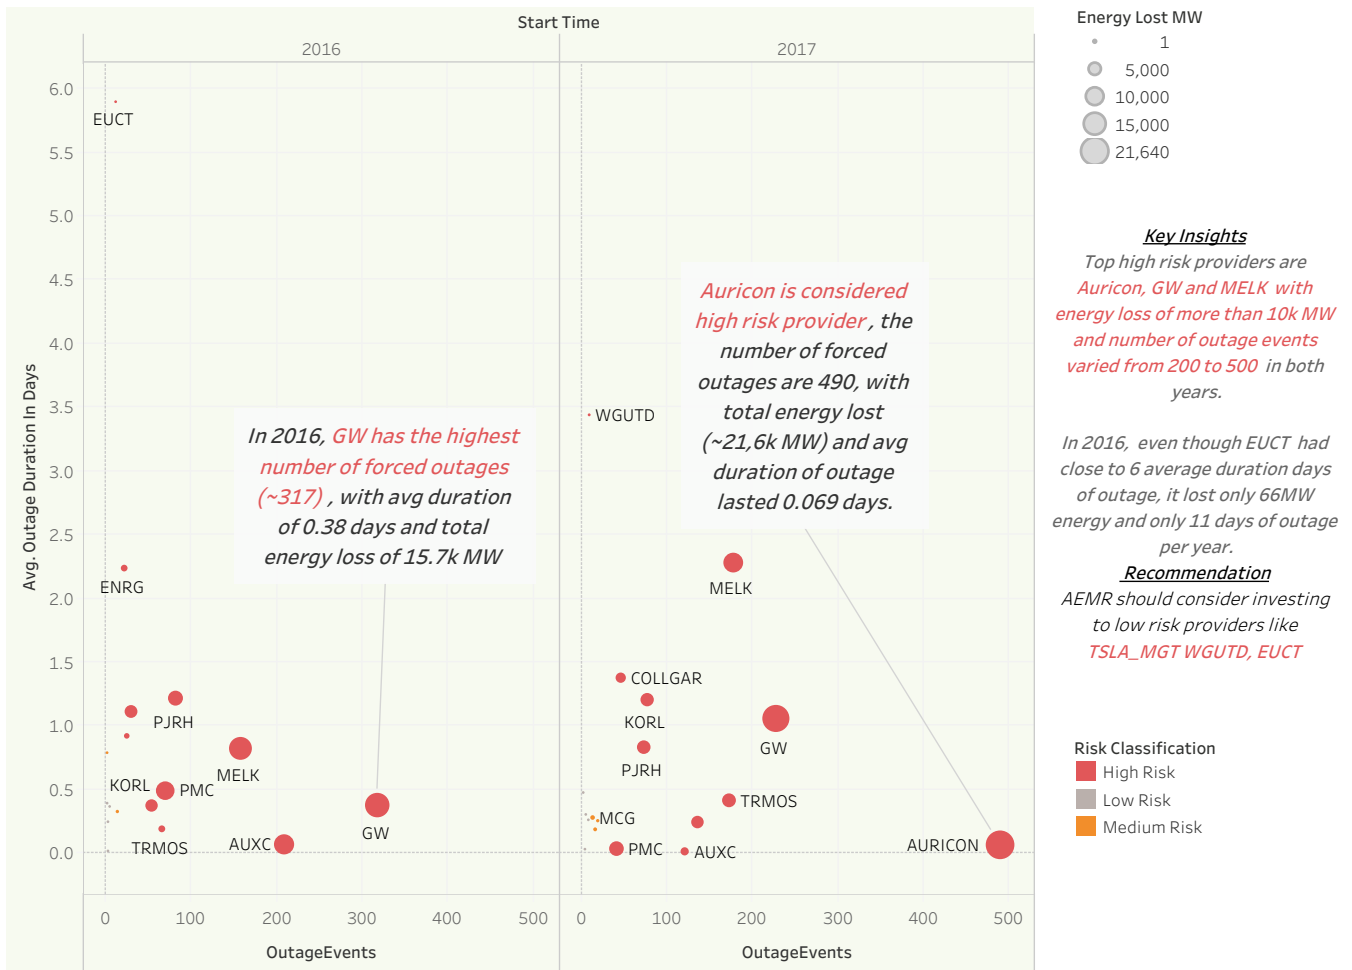 Start Time
2016
2017
Avg. Outage Duration In Days
6.0
5.5
5.0
4.5
4.0
3.5
3.0
2.5
2.0
1.5
1.0
0.5
0.0
EUCT
ENRG
PJRH
MELK
KORL
PMC
TRMOS
AUXC
GW
In 2016, GW has the highest
number of forced outages
(~317) , with avg duration
of 0.38 days and total
energy loss of 15.7k MW
0
100
200
300
400
500
OutageEvents
Auricon is considered
high risk provider , the
number of forced
outages are 490, with
total energy lost
(~21,6k MW) and avg
duration of outage
lasted 0.069 days.
WGUTD
MELK
COLLGAR
KORL
GW
PJRH
TRMOS
MCG
PMC
AUXC
AURICON
0
100
200
300
400
500
OutageEvents
Energy Lost MW
1
5,000
10,000
15,000
21,640
Key Insights
Top high risk providers are
Auricon, GW and MELK with
energy loss of more than 10k MW
and number of outage events
varied from 200 to 500 in both
years.
In 2016, even though EUCT had
close to 6 average duration days
of outage, it lost only 66MW
energy and only 11 days of outage
per year.
Recommendation
AEMR should consider investing
to low risk providers like
TSLA_MGT WGUTD, EUCT
Risk Classification
High Risk
Low Risk
Medium Risk